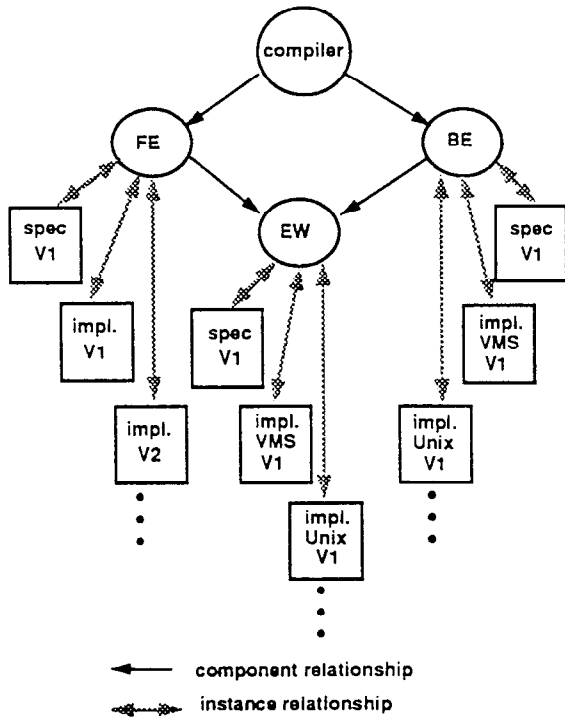 compiler
FE
BE
EW
spec
V1
impl.
V1
impl.
V2
spec
V1
impl.
VMS
V1
impl.
Unix
V1
impl.
Unix
V1
impl.
VMS
V1
spec
V1
component relationship
instance relationship